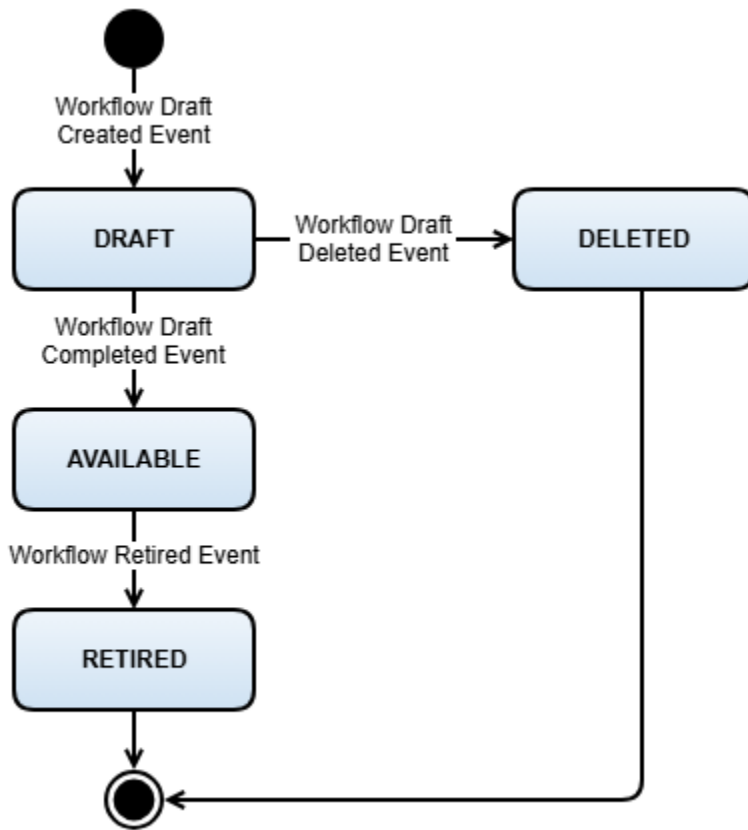 Workflow Draft
Created Event
DRAFT
Workflow Draft
Deleted Event
DELETED
Workflow Draft
Completed Event
AVAILABLE
Workflow Retired Event
RETIRED